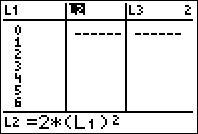 L1 L2 L3 2
0 ------ ------
1
2
3
4
5
6
L2 =2*(L1)²